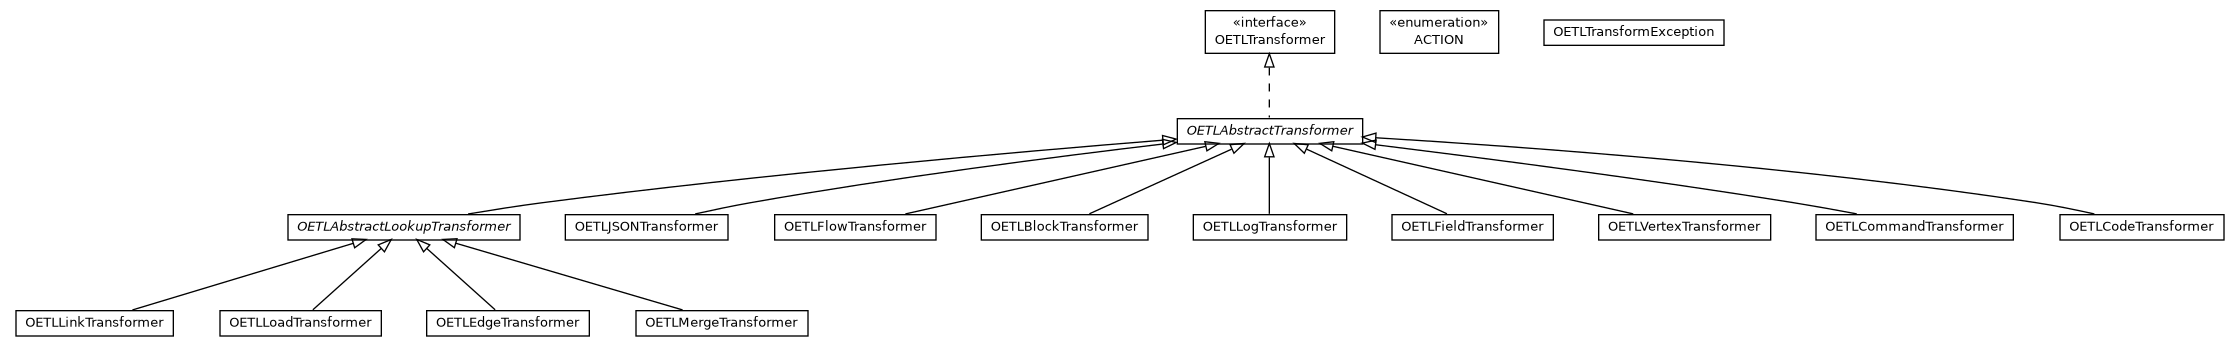 «interface»
OETLTransformer
«enumeration»
ACTION
OETLTransformException
OETLAbstractTransformer
OETLAbstractLookupTransformer
OETLJSONTransformer
OETLFlowTransformer
OETLBlockTransformer
OETLLogTransformer
OETLFieldTransformer
OETLVertexTransformer
OETLCommandTransformer
OETLCodeTransformer
OETLLinkTransformer
OETLLoadTransformer
OETLEdgeTransformer
OETLMergeTransformer